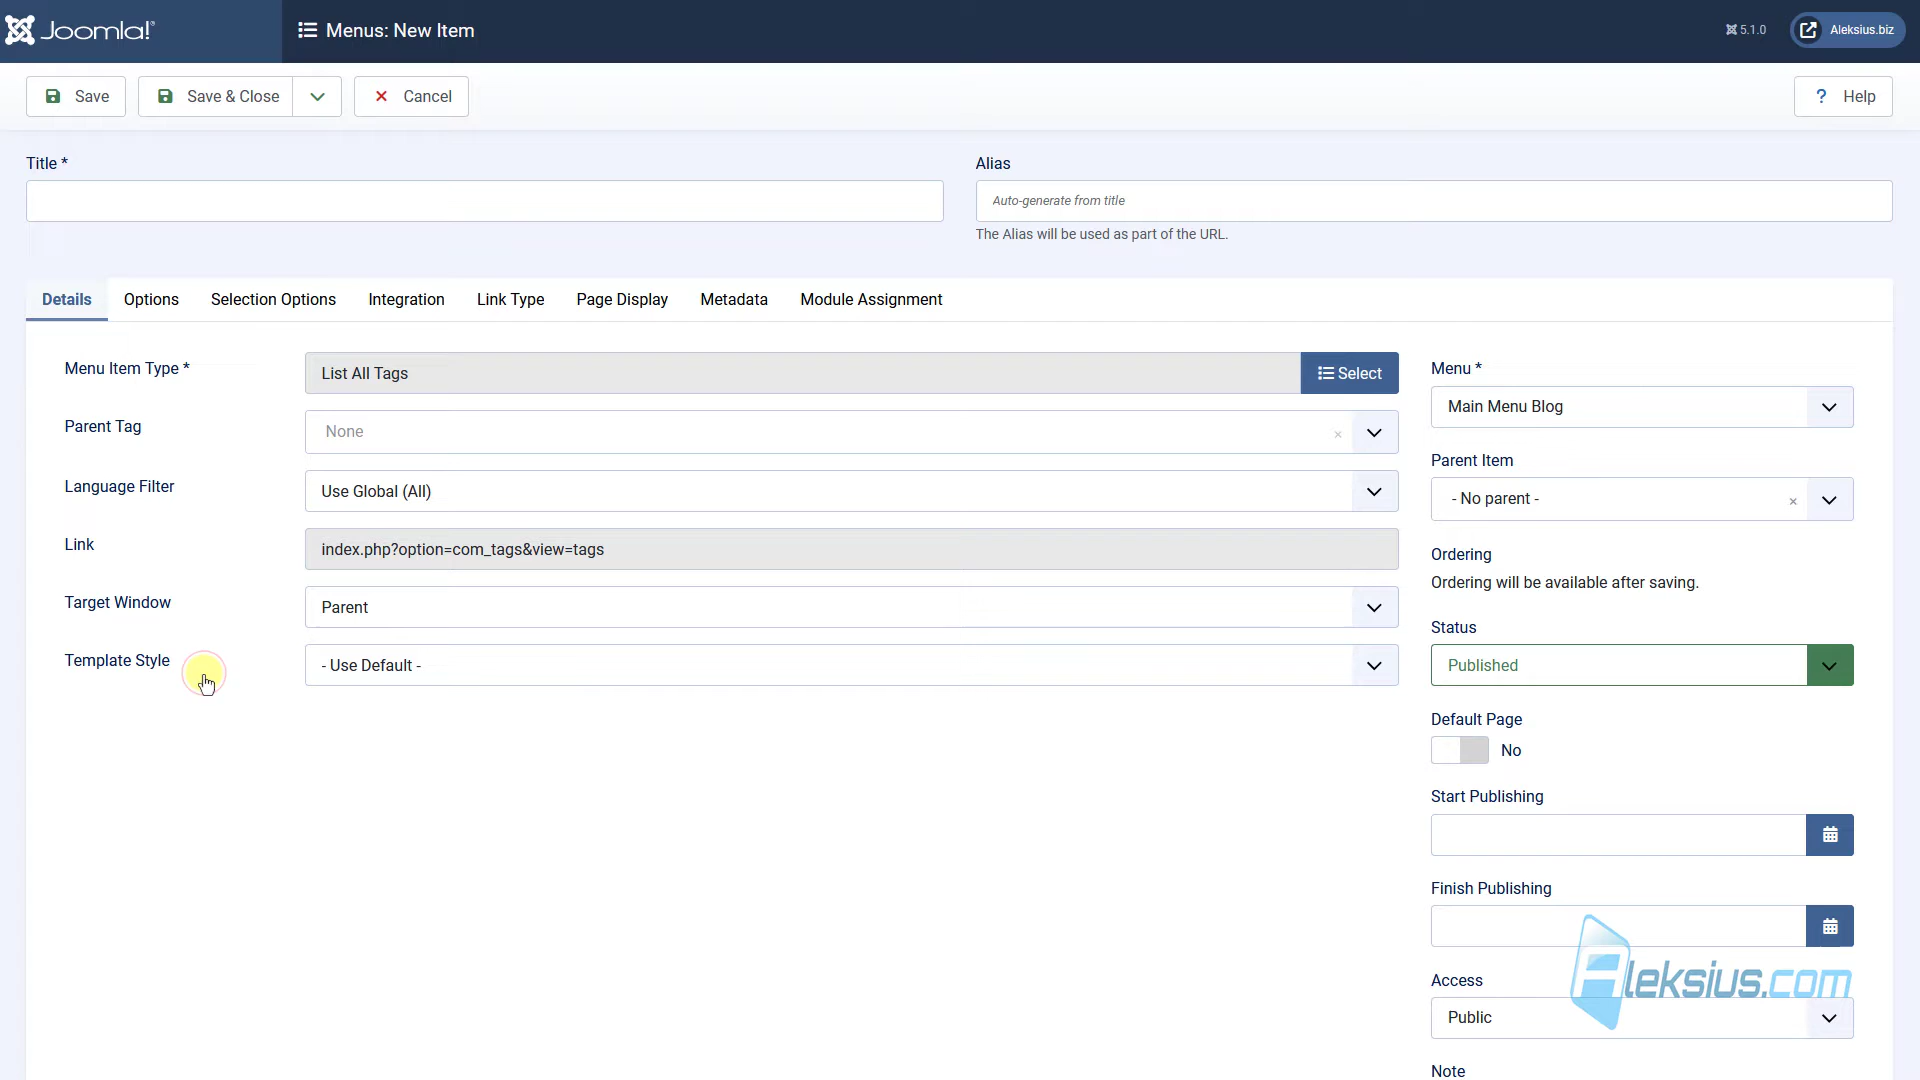 Joomla!
Menus: New Item
5.1.0
Aleksius.biz
Save
Save & Close
Cancel
? Help
Title *
Alias
Auto-generate from title
The Alias will be used as part of the URL.
Details
Options
Selection Options
Integration
Link Type
Page Display
Metadata
Module Assignment
Menu Item Type *
List All Tags
Select
Parent Tag
None
Language Filter
Use Global (All)
Link
index.php?option=com_tags&view=tags
Target Window
Parent
Template Style
- Use Default -
Menu *
Main Menu Blog
Parent Item
- No parent -
Ordering
Ordering will be available after saving.
Status
Published
Default Page
No
Start Publishing
Finish Publishing
Access
Public
Note
Aleksius.com